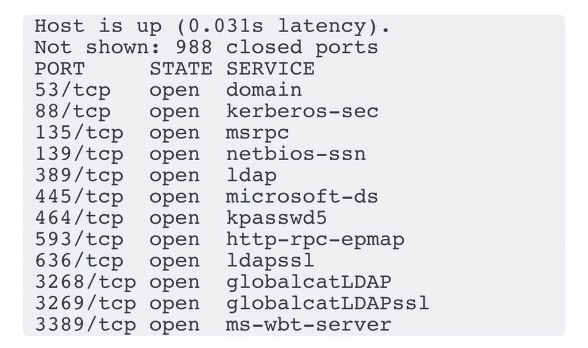 Host is up (0.031s latency).
Not shown: 988 closed ports
PORT     STATE SERVICE
53/tcp   open  domain
88/tcp   open  kerberos-sec
135/tcp  open  msrpc
139/tcp  open  netbios-ssn
389/tcp  open  ldap
445/tcp  open  microsoft-ds
464/tcp  open  kpasswd5
593/tcp  open  http-rpc-epmap
636/tcp  open  ldapssl
3268/tcp open  globalcatLDAP
3269/tcp open  globalcatLDAPssl
3389/tcp open  ms-wbt-server